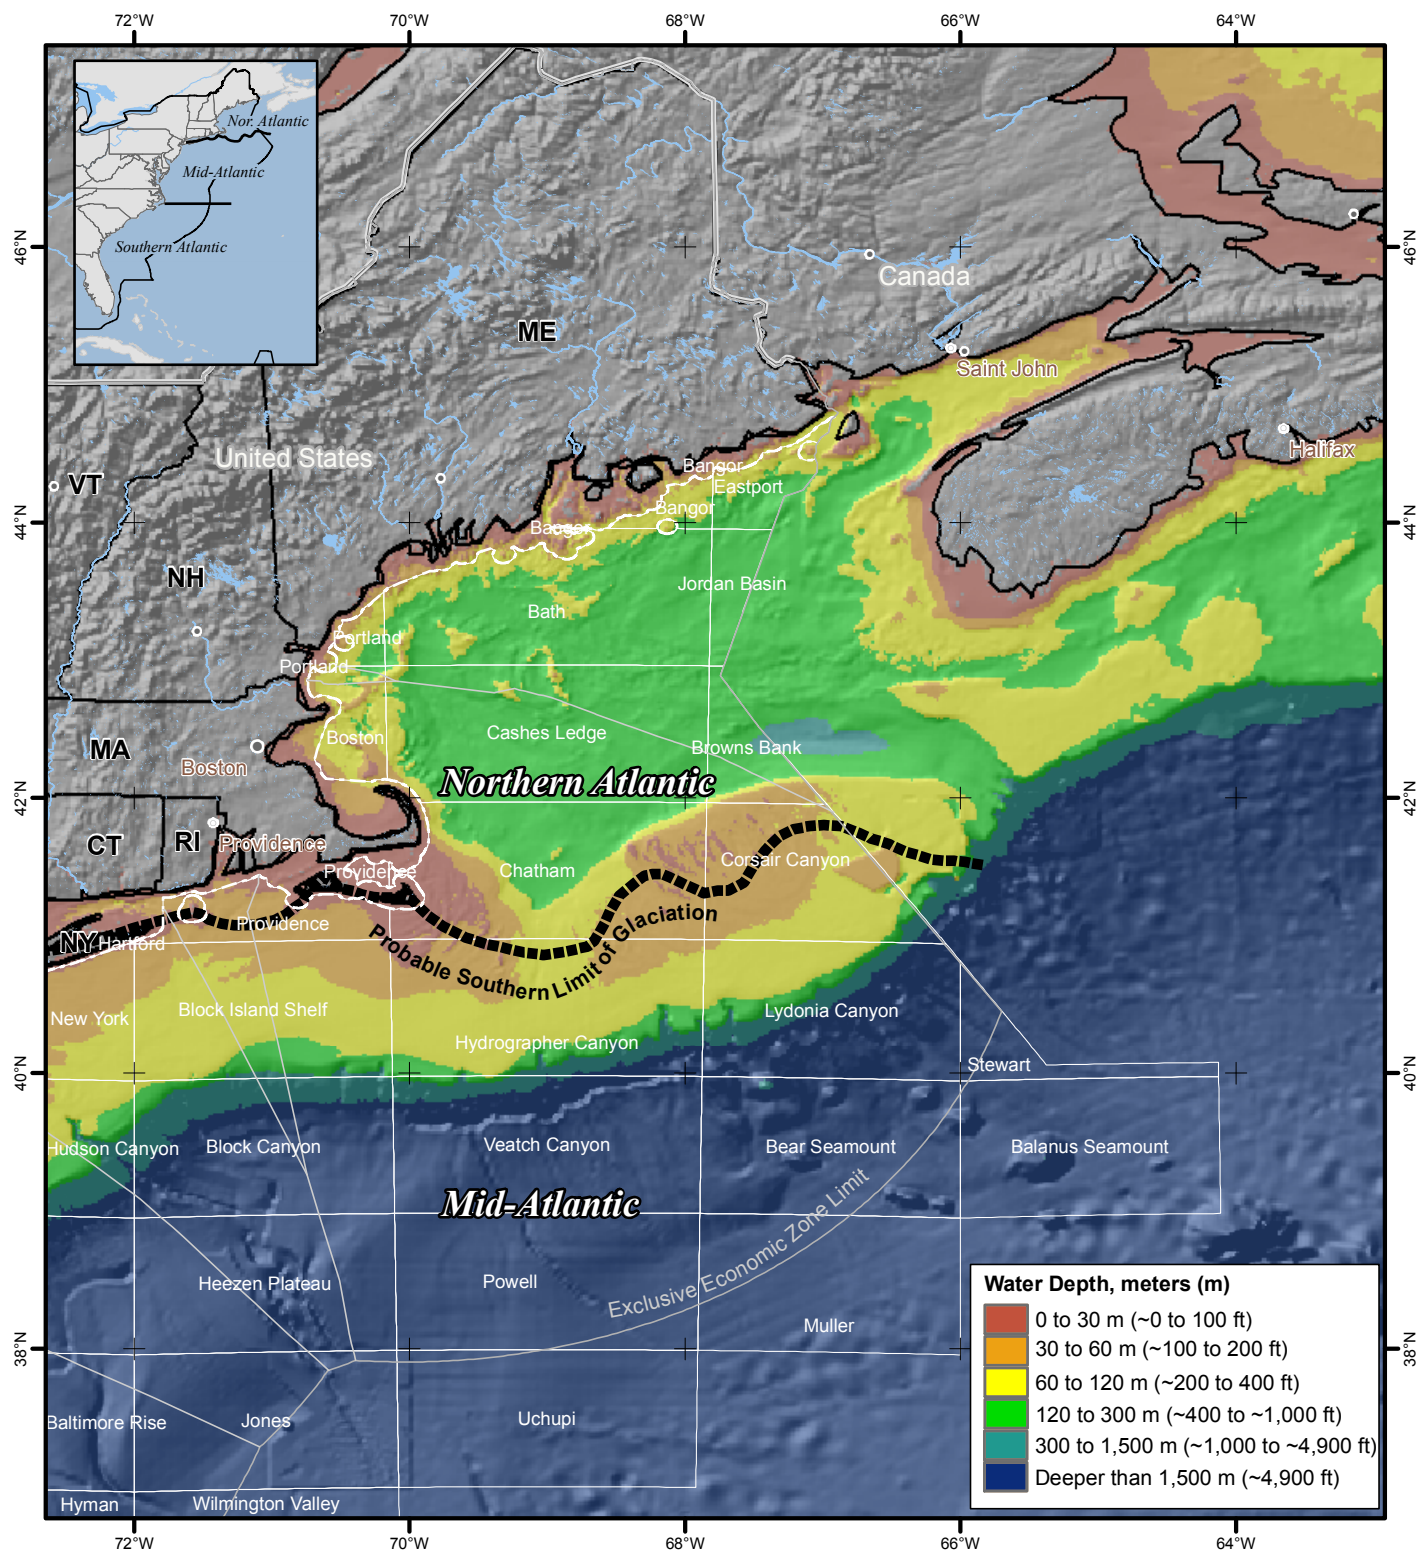 72°W
70°W
68°W
66°W
64°W
Nor. Atlantic
Mid-Atlantic
Southern Atlantic
46°N
46°N
Canada
ME
Saint John
United States
Halifax
VT
Bangor
Eastport
Bangor
Bangor
44°N
44°N
NH
Jordan Basin
Bath
Portland
Portland
Cashes Ledge
Boston
Browns Bank
MA
Boston
Northern Atlantic
42°N
42°N
CT
RI
Providence
Corsair Canyon
Chatham
Providence
Providence
Probable Southern Limit of Glaciation
NY
Hartford
New York
Block Island Shelf
Lydonia Canyon
Hydrographer Canyon
Stewart
40°N
40°N
Hudson Canyon
Block Canyon
Veatch Canyon
Bear Seamount
Balanus Seamount
Mid-Atlantic
Exclusive Economic Zone Limit
Heezen Plateau
Powell
Muller
38°N
38°N
Baltimore Rise
Jones
Uchupi
Hyman
Wilmington Valley
Water Depth, meters (m)
0 to 30 m (~0 to 100 ft)
30 to 60 m (~100 to 200 ft)
60 to 120 m (~200 to 400 ft)
120 to 300 m (~400 to ~1,000 ft)
300 to 1,500 m (~1,000 to ~4,900 ft)
Deeper than 1,500 m (~4,900 ft)
72°W
70°W
68°W
66°W
64°W